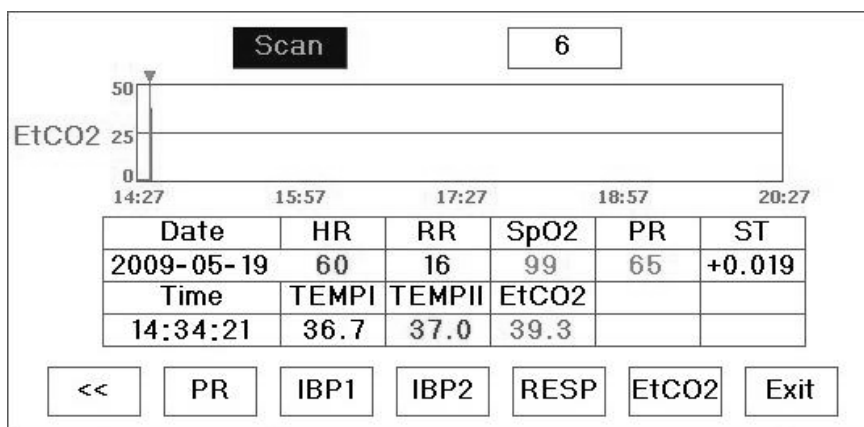 Scan 6
50
EtCO2 25
0
14:27 15:57 17:27 18:57 20:27
Date HR RR SpO2 PR ST
2009-05-19 60 16 99 65 +0.019
Time TEMPI TEMPII EtCO2
14:34:21 36.7 37.0 39.3
<< PR IBP1 IBP2 RESP EtCO2 Exit